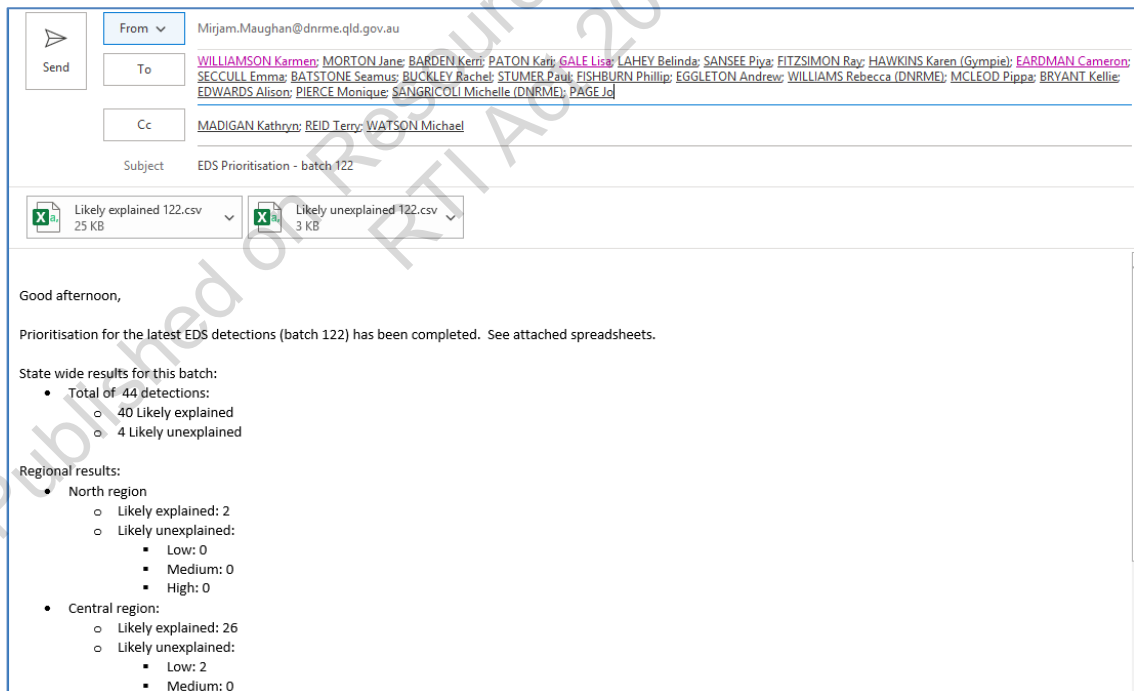 From
Mirjam.Maughan@dnrme.qld.gov.au
Send
To
WILLIAMSON Karmen; MORTON Jane; BARDEN Kerri; PATON Kari; GALE Lisa; LAHEY Belinda; SANSEE Piya; FITZSIMON Ray; HAWKINS Karen (Gympie); EARDMAN Cameron;
SECCULL Emma; BATSTONE Seamus; BUCKLEY Rachel; STUMER Paul; FISHBURN Phillip; EGGLETON Andrew; WILLIAMS Rebecca (DNRME); MCLEOD Pippa; BRYANT Kellie;
EDWARDS Alison; PIERCE Monique; SANGRICOLI Michelle (DNRME); PAGE Jo
Cc
MADIGAN Kathryn; REID Terry; WATSON Michael
Subject
EDS Prioritisation - batch 122
Likely explained 122.csv
25 KB
Likely unexplained 122.csv
3 KB
Good afternoon,
Prioritisation for the latest EDS detections (batch 122) has been completed.  See attached spreadsheets.
State wide results for this batch:
• Total of  44 detections:
o 40 Likely explained
o 4 Likely unexplained
Regional results:
• North region
o Likely explained: 2
o Likely unexplained:
▪ Low: 0
▪ Medium: 0
▪ High: 0
• Central region:
o Likely explained: 26
o Likely unexplained:
▪ Low: 2
▪ Medium: 0
Published on Resour
RTI Act 20